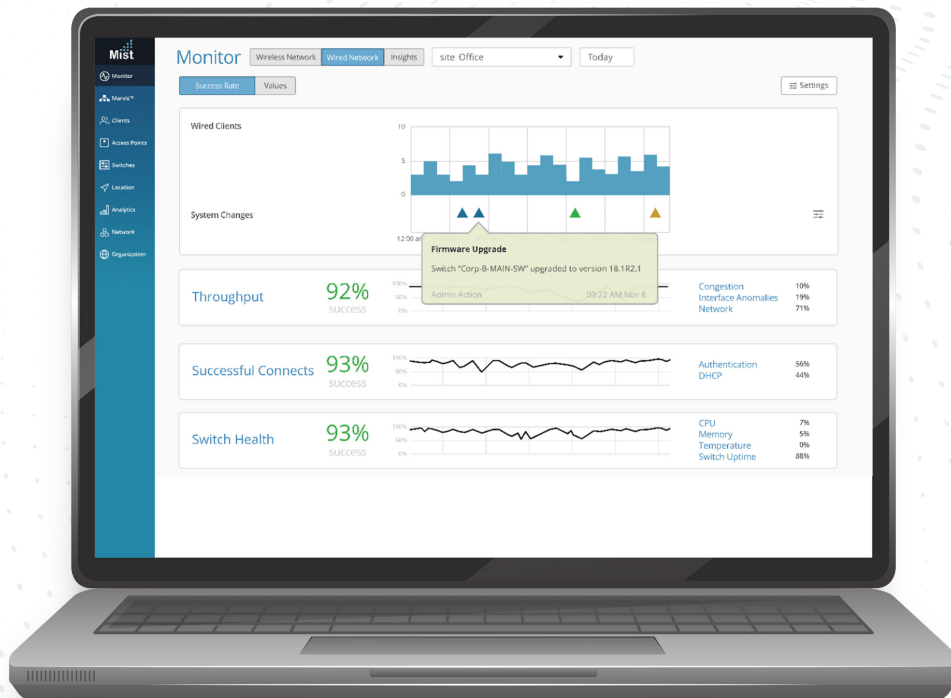 Mist
Monitor
Marvis™
Clients
Access Points
Switches
Location
Analytics
Network
Organization
Monitor Wireless Network Wired Network Insights site Office Today
Success Rate Values Settings
Wired Clients
10
5
0
System Changes
12:00 am
Firmware Upgrade
Switch "Corp-B-MAIN-SW" upgraded to version 18.1R2.1
Admin Action 09:22 AM Nov 8
Throughput 92% success
100%
50%
0%
Congestion 10%
Interface Anomalies 19%
Network 71%
Successful Connects 93% success
100%
50%
0%
Authentication 56%
DHCP 44%
Switch Health 93% success
100%
50%
0%
CPU 7%
Memory 5%
Temperature 0%
Switch Uptime 88%